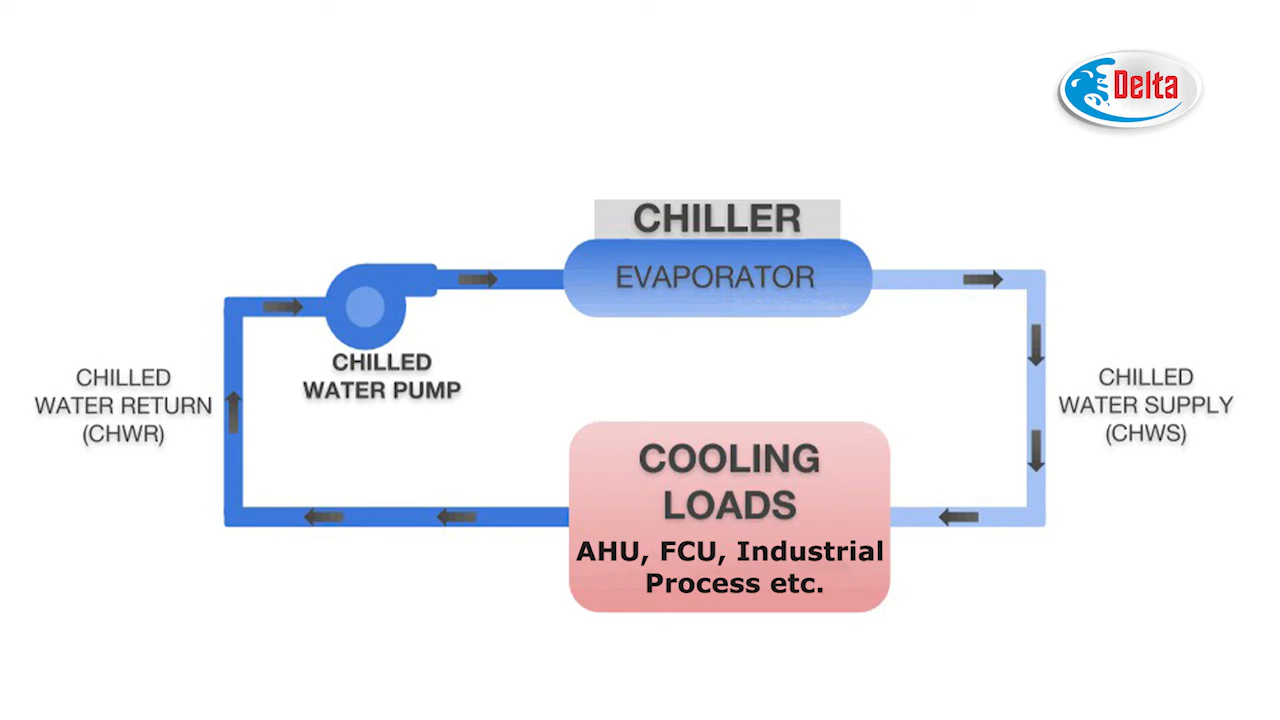 Delta
CHILLER
EVAPORATOR
CHILLED
WATER PUMP
CHILLED
WATER RETURN
(CHWR)
CHILLED
WATER SUPPLY
(CHWS)
COOLING
LOADS
AHU, FCU, Industrial
Process etc.